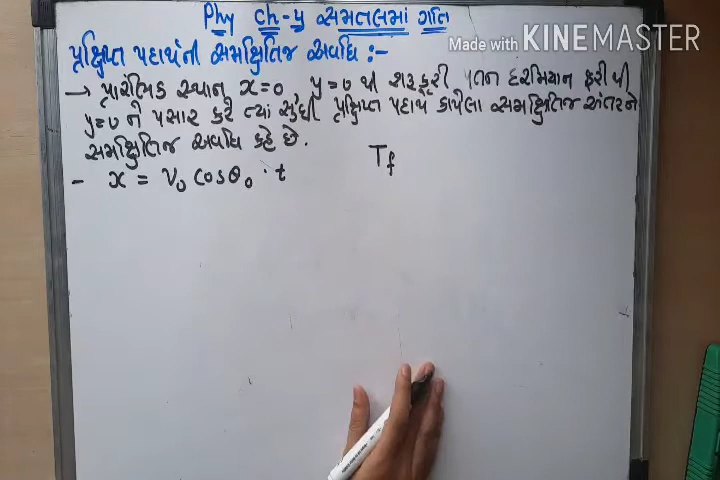 Phy ch-4 સમતલમાં ગતિ
Made with KINEMASTER
પ્રક્ષિપ્ત પદાર્થની સમક્ષિતિજ અવધિ :-
→ પ્રારંભિક સ્થાન x=0, y=0 થી શરૂ કરી પતન દરમિયાન ફરી થી
y=0 ને પસાર કરે ત્યાં સુધી પ્રક્ષિપ્ત પદાર્થે કાપેલા સમક્ષિતિજ અંતરને
સમક્ષિતિજ અવધિ કહે છે.
Tf
- x = v₀ cosθ₀ · t